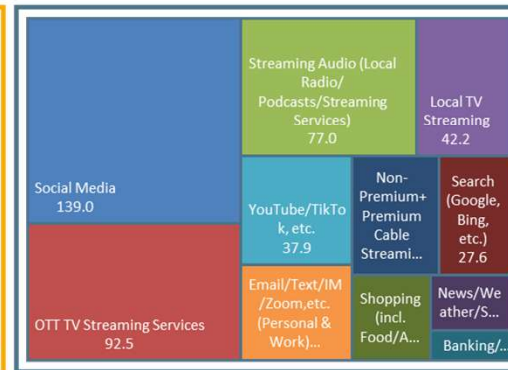 Social Media
139.0
OTT TV Streaming Services
92.5
Streaming Audio (Local
Radio/
Podcasts/Streaming
Services)
77.0
Local TV
Streaming
42.2
YouTube/TikTo
k, etc.
37.9
Non-
Premium+
Premium
Cable
Streami...
Search
(Google,
Bing,
etc.)
27.6
Email/Text/IM
/Zoom,etc.
(Personal &
Work)...
Shopping
(incl.
Food/A...
News/We
ather/S...
Banking/...